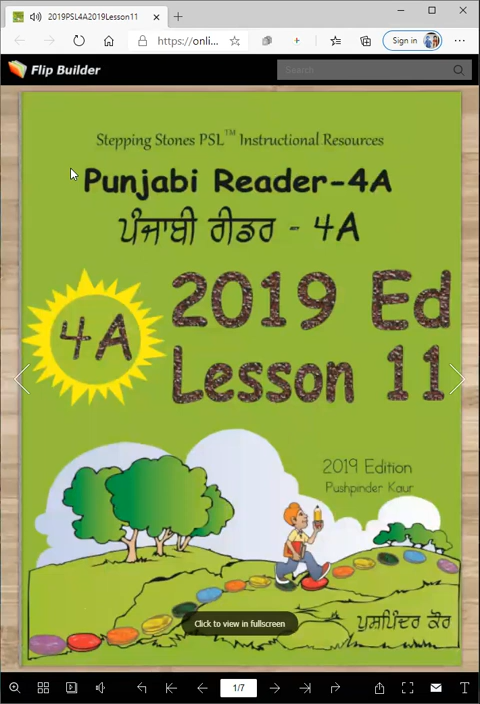 2019PSL4A2019Lesson11
https://onli...
Sign in
Flip Builder
Search
Stepping Stones PSL™ Instructional Resources
Punjabi Reader-4A
ਪੰਜਾਬੀ ਰੀਡਰ - 4A
4A
2019 Ed
Lesson 11
2019 Edition
Pushpinder Kaur
Click to view in fullscreen
ਪੁਸ਼ਪਿੰਦਰ ਕੌਰ
1/7